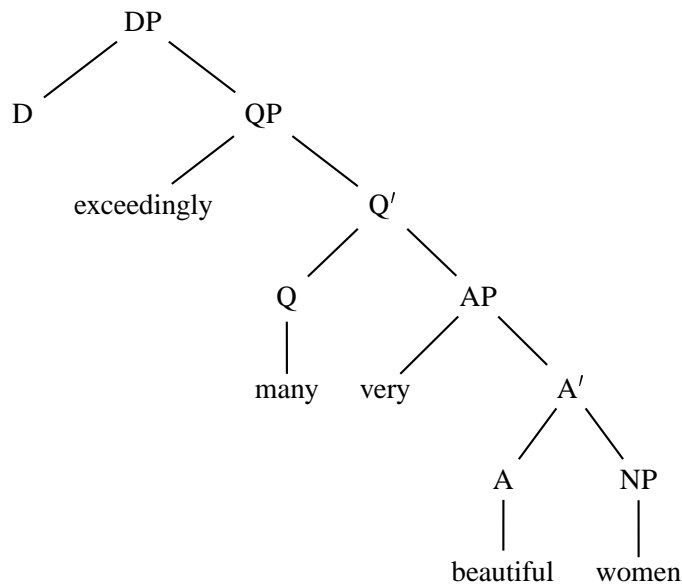 DP
D QP
exceedingly Q′
Q AP
many very A′
A NP
beautiful women